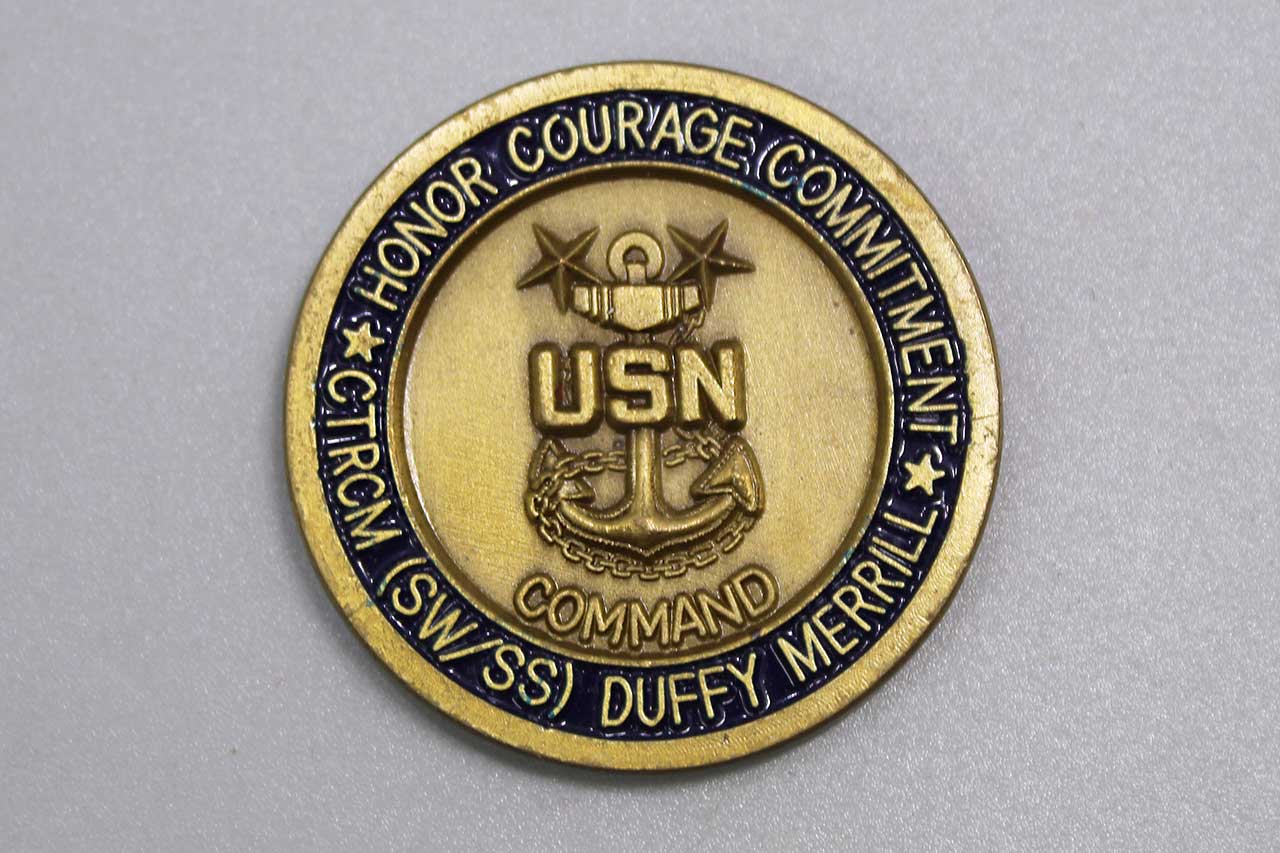 HONOR COURAGE COMMITMENT
USN
COMMAND
CTRCM (SW/SS) DUFFY MERRILL